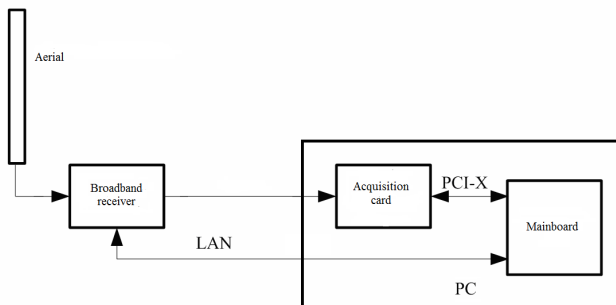 Aerial
Broadband
receiver
Acquisition
card
PCI-X
Mainboard
LAN
PC